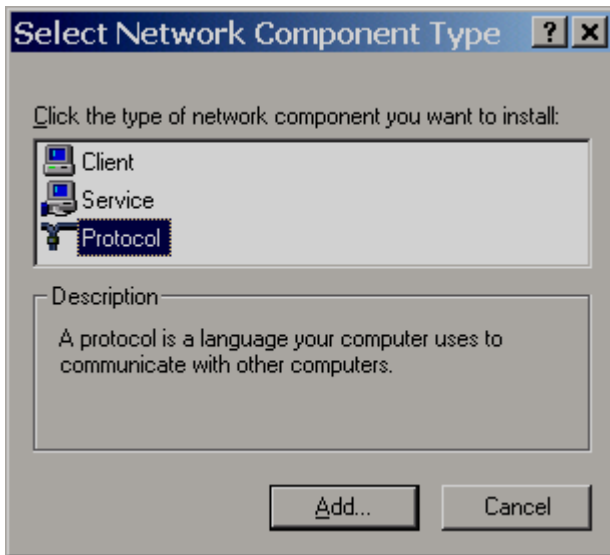 Select Network Component Type
Click the type of network component you want to install:
Client
Service
Protocol
Description
A protocol is a language your computer uses to
communicate with other computers.
Add... Cancel